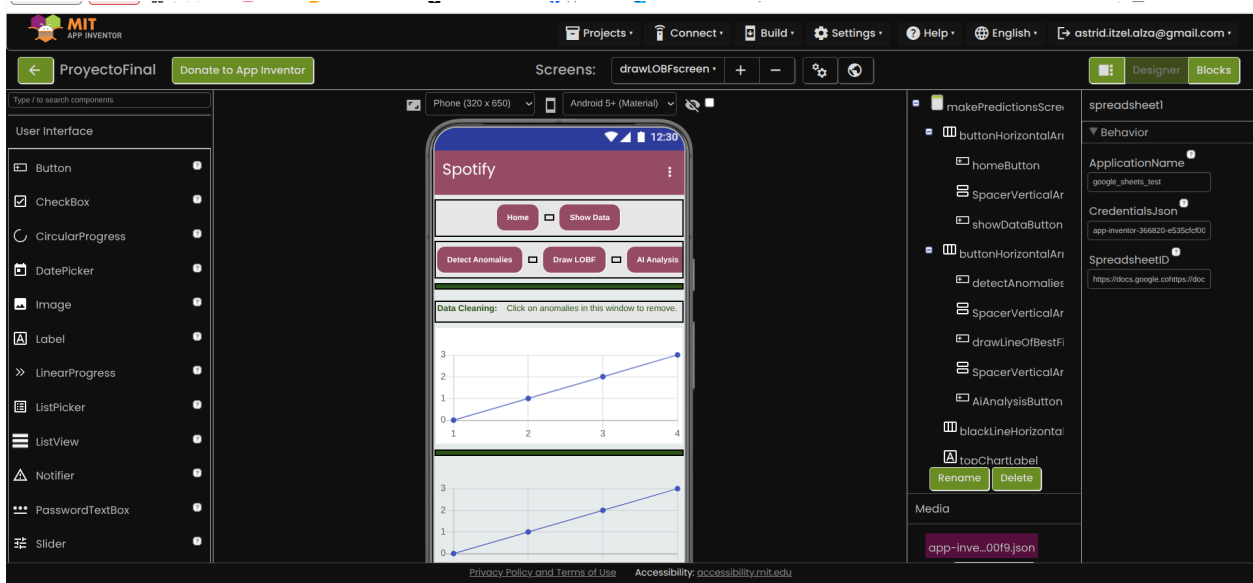 MIT
APP INVENTOR
Projects
Connect
Build
Settings
Help
English
astrid.itzel.alza@gmail.com
ProyectoFinal
Donate to App Inventor
Screens:
drawLOBFscreen
Designer
Blocks
Type / to search components
User Interface
Button
CheckBox
CircularProgress
DatePicker
Image
Label
LinearProgress
ListPicker
ListView
Notifier
PasswordTextBox
Slider
Phone (320 x 650)
Android 5+ (Material)
12:30
Spotify
Home
Show Data
Detect Anomalies
Draw LOBF
AI Analysis
Data Cleaning: Click on anomalies in this window to remove.
3
2
1
0
1 2 3 4
3
2
1
0
makePredictionsScre
buttonHorizontalArr
homeButton
SpacerVerticalAr
showDataButton
buttonHorizontalArr
detectAnomalies
SpacerVerticalAr
drawLineOfBestFi
SpacerVerticalAr
AiAnalysisButton
blackLineHorizonta
topChartLabel
Rename
Delete
Media
app-inve...00f9.json
spreadsheet1
Behavior
ApplicationName
google_sheets_test
CredentialsJson
app-inventor-366820-e535cfcf00
SpreadsheetID
https://docs.google.cohttps://doc
Privacy Policy and Terms of Use
Accessibility: accessibility.mit.edu